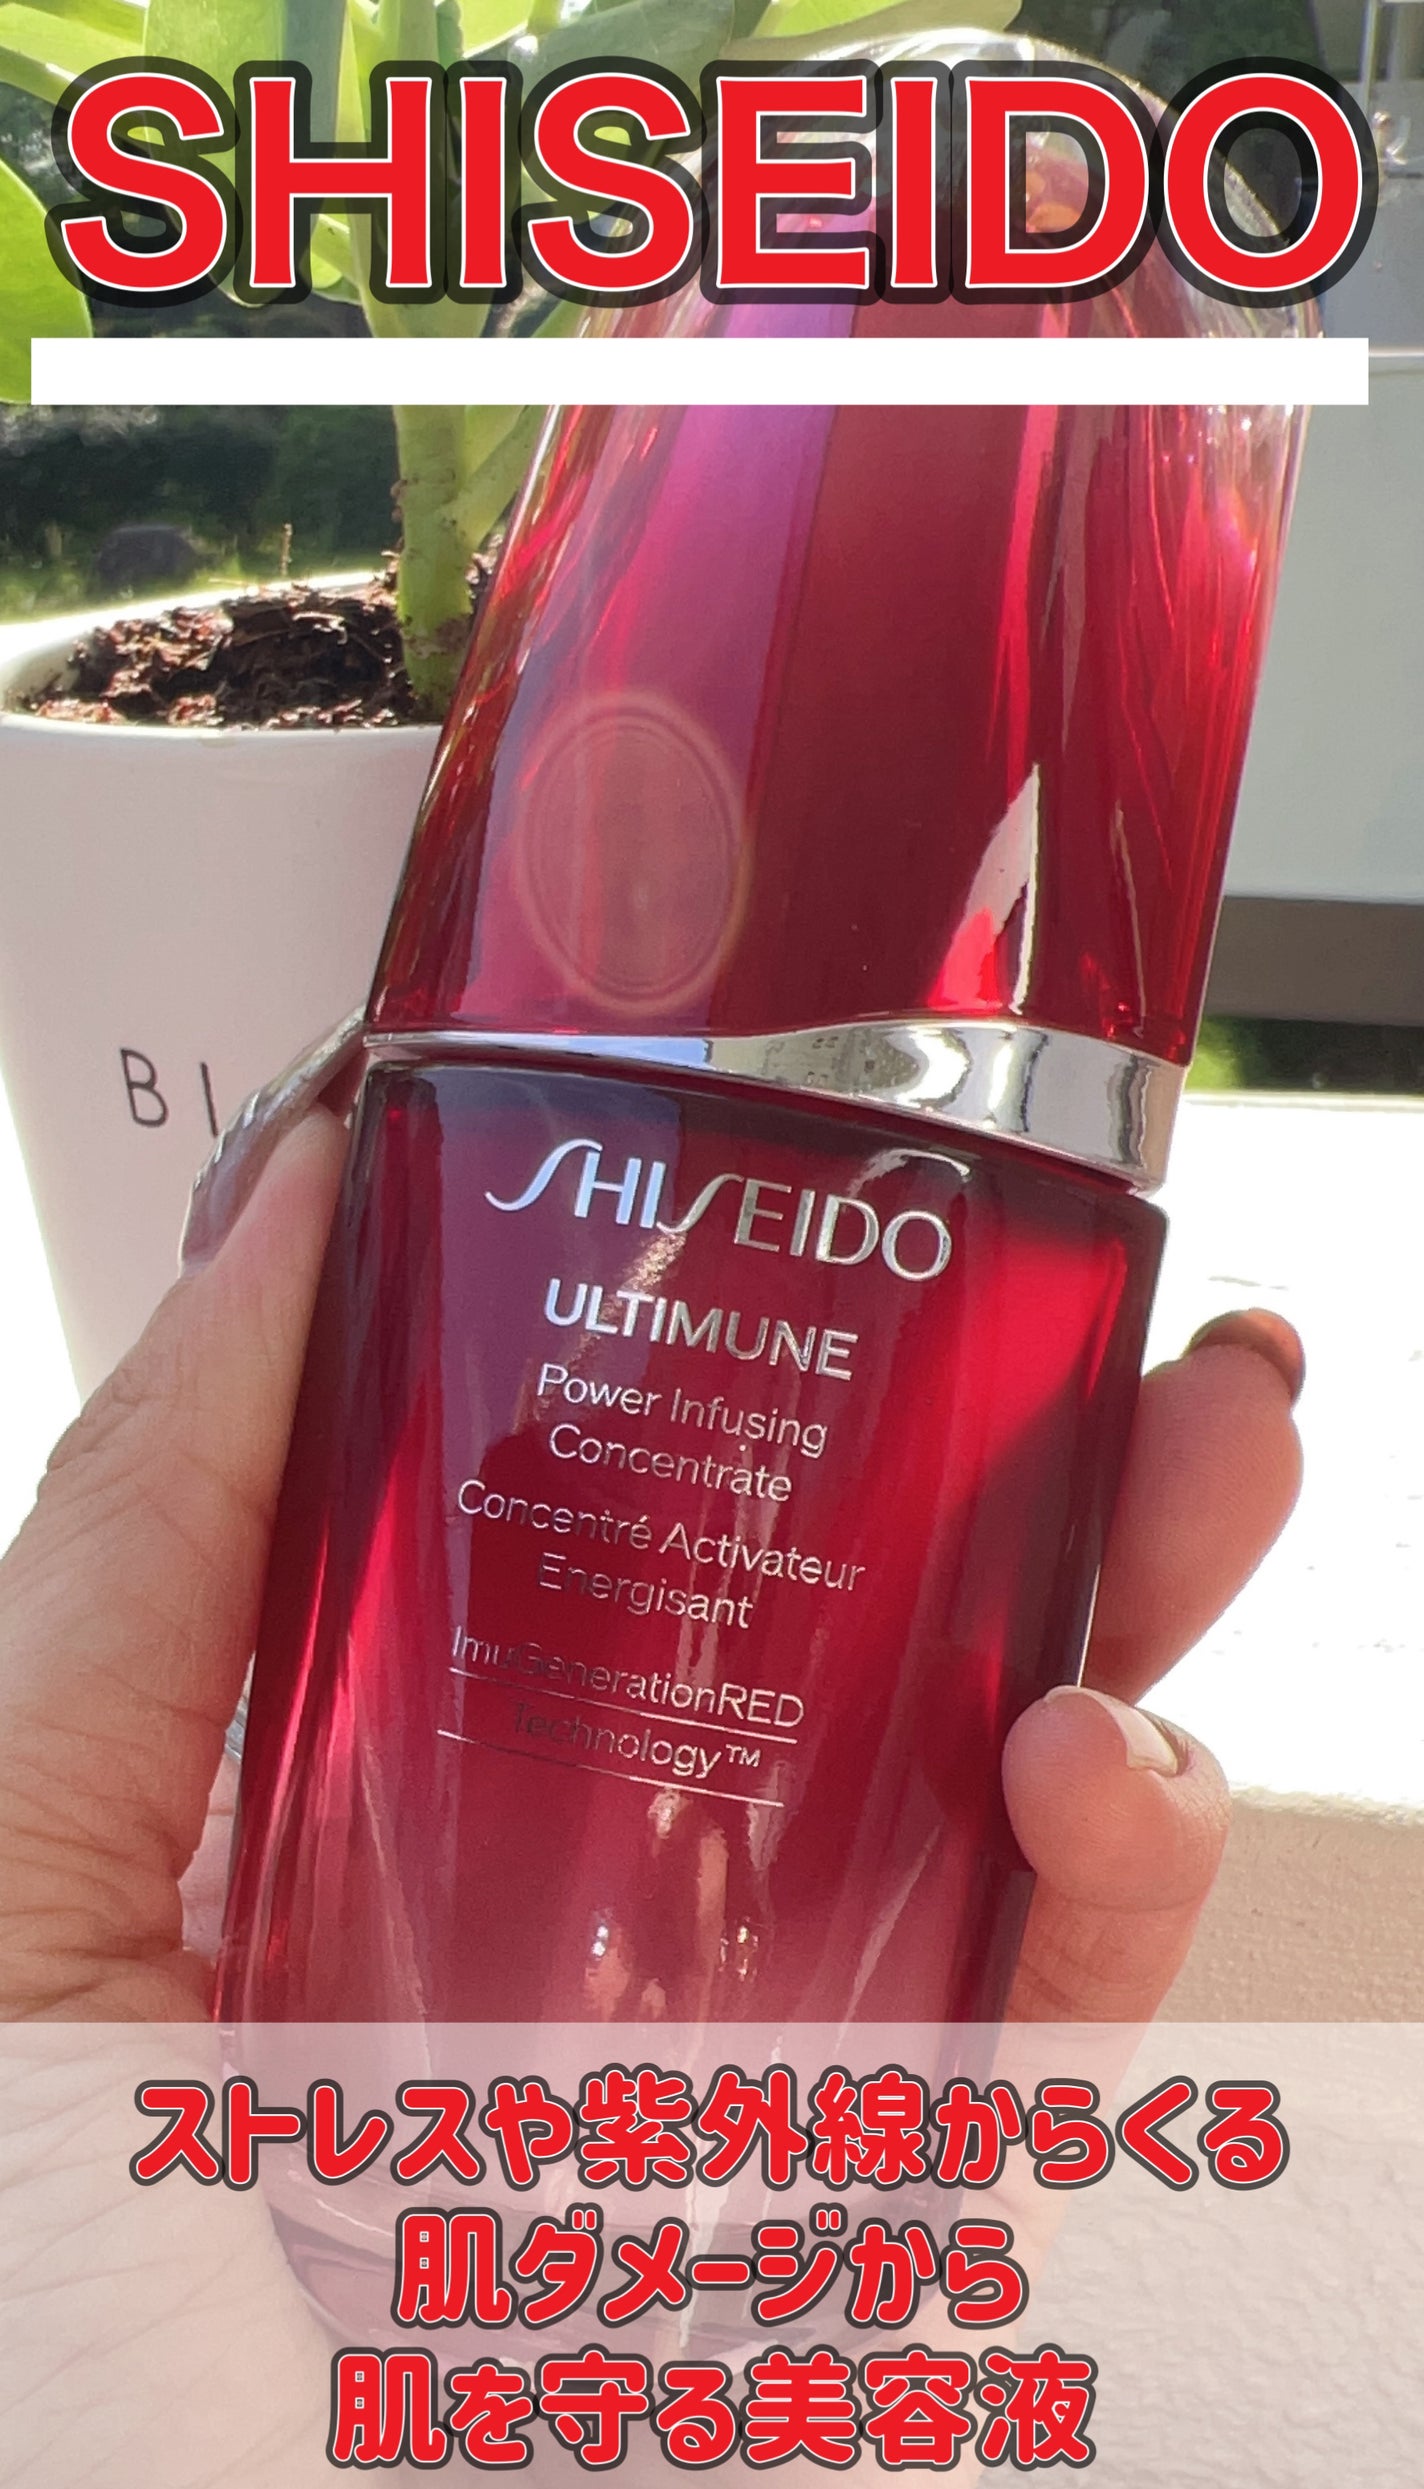 SHISEIDO
BI
SHISEIDO
ULTIMUNE
Power Infusing
Concentrate
Concentré Activateur
Energisant
ImuGenerationRED
Technology™
ストレスや紫外線からくる
肌ダメージから
肌を守る美容液